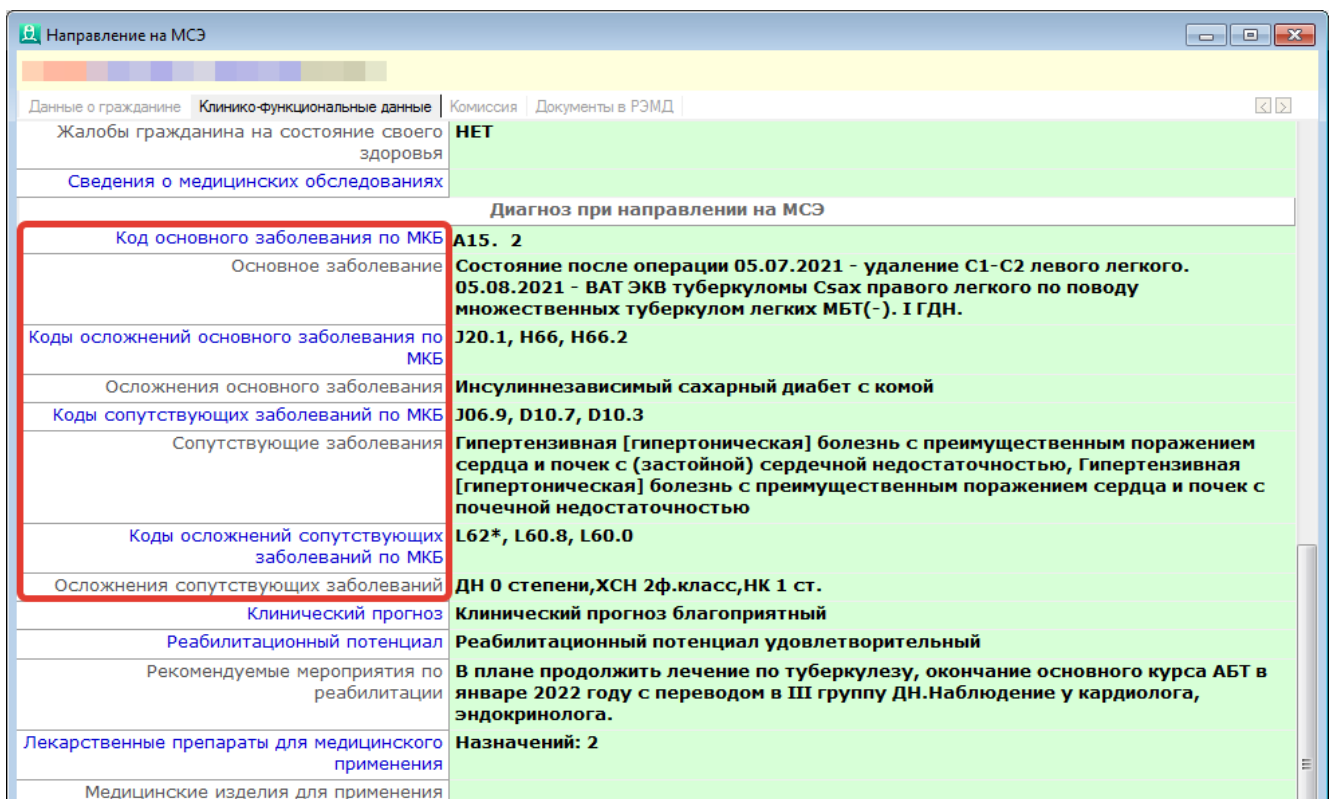 Направление на МСЭ
Данные о гражданине Клинико-функциональные данные Комиссия Документы в РЭМД
Жалобы гражданина на состояние своего здоровья НЕТ
Сведения о медицинских обследованиях
Диагноз при направлении на МСЭ
Код основного заболевания по МКБ A15. 2
Основное заболевание Состояние после операции 05.07.2021 - удаление С1-С2 левого легкого.
05.08.2021 - ВАТ ЭКВ туберкуломы Csax правого легкого по поводу
множественных туберкулом легких МБТ(-). I ГДН.
Коды осложнений основного заболевания по МКБ J20.1, H66, H66.2
Осложнения основного заболевания Инсулиннезависимый сахарный диабет с комой
Коды сопутствующих заболеваний по МКБ J06.9, D10.7, D10.3
Сопутствующие заболевания Гипертензивная [гипертоническая] болезнь с преимущественным поражением
сердца и почек с (застойной) сердечной недостаточностью, Гипертензивная
[гипертоническая] болезнь с преимущественным поражением сердца и почек с
почечной недостаточностью
Коды осложнений сопутствующих заболеваний по МКБ L62*, L60.8, L60.0
Осложнения сопутствующих заболеваний ДН 0 степени,ХСН 2ф.класс,НК 1 ст.
Клинический прогноз Клинический прогноз благоприятный
Реабилитационный потенциал Реабилитационный потенциал удовлетворительный
Рекомендуемые мероприятия по реабилитации В плане продолжить лечение по туберкулезу, окончание основного курса АБТ в
январе 2022 году с переводом в III группу ДН.Наблюдение у кардиолога,
эндокринолога.
Лекарственные препараты для медицинского применения Назначений: 2
Медицинские изделия для применения